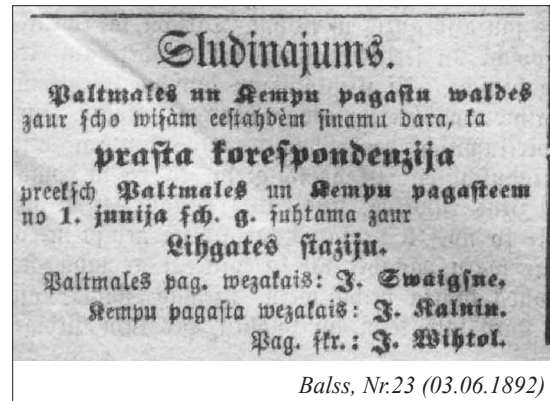 Sludinajums.
Paltmales un Kempu pagastu waldes
zaur scho wisàm eestahdèm sinamu dara, ka
prasta korespondenzija
preeksch Paltmales un Kempu pagasteem
no 1. junija sch. g. suhtama zaur
Lihgates staziju.
Paltmales pag. wezakais: J. Swaigsne.
Kempu pagasta wezakais: J. Kalnin.
Pag. skr.: J. Wihtol.
Balss, Nr.23 (03.06.1892)